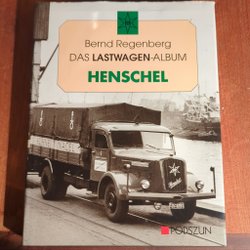 Bernd Regenberg
DAS LASTWAGEN-ALBUM
HENSCHEL
PODSZUN